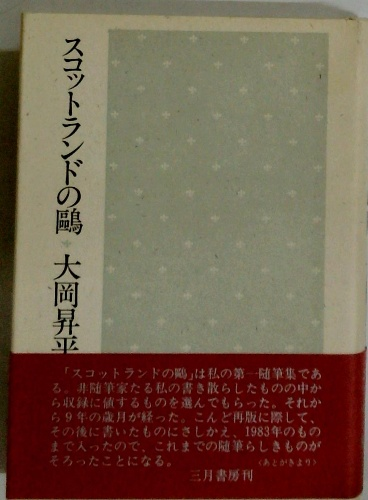 スコットランドの鷗
大岡昇平
「スコットランドの鷗」は私の第一随筆集であ
る。非随筆家たる私の書き散らしたものの中か
ら収録に値するものを選んでもらった。それか
ら9年の歳月が経った。こんど再版に際して、
その後に書いたものにさしかえ、1983年のもの
まで入ったので、これまでの随筆らしきものが
そろったことになる。
〈あとがきより〉
三月書房刊